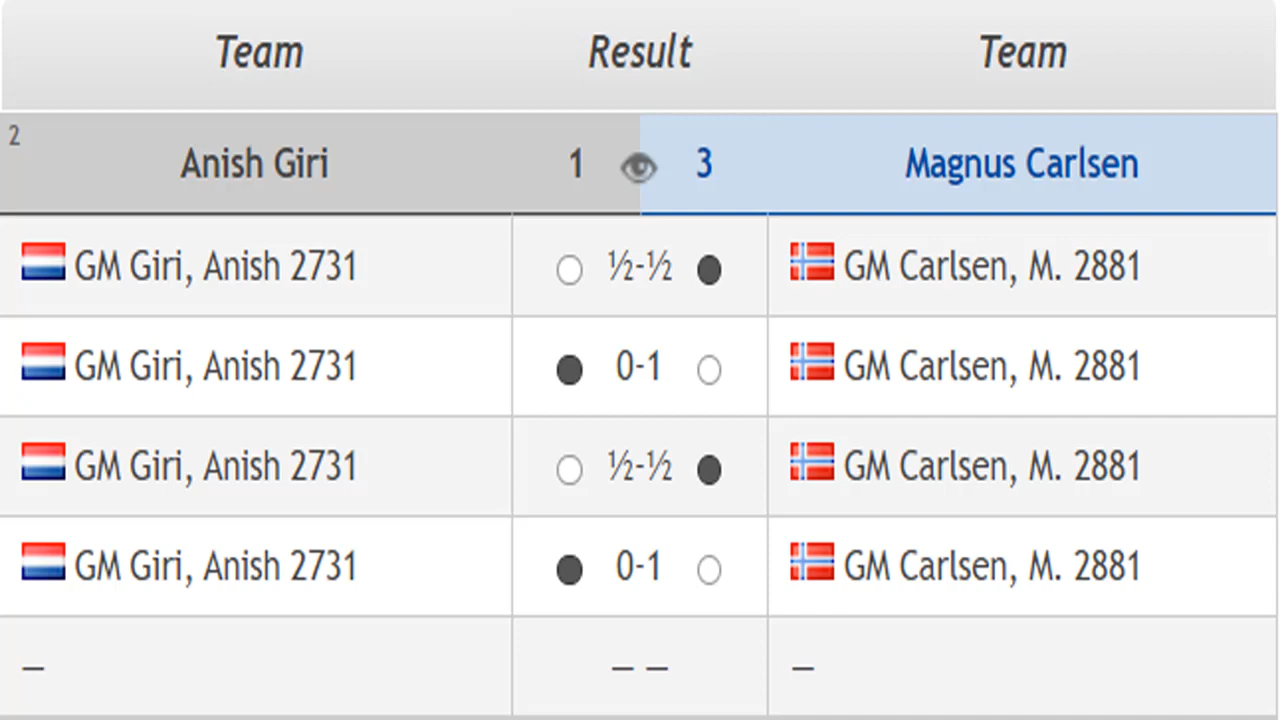 Team Result Team
2 Anish Giri 1 3 Magnus Carlsen
GM Giri, Anish 2731 ½-½ GM Carlsen, M. 2881
GM Giri, Anish 2731 0-1 GM Carlsen, M. 2881
GM Giri, Anish 2731 ½-½ GM Carlsen, M. 2881
GM Giri, Anish 2731 0-1 GM Carlsen, M. 2881
– – – –